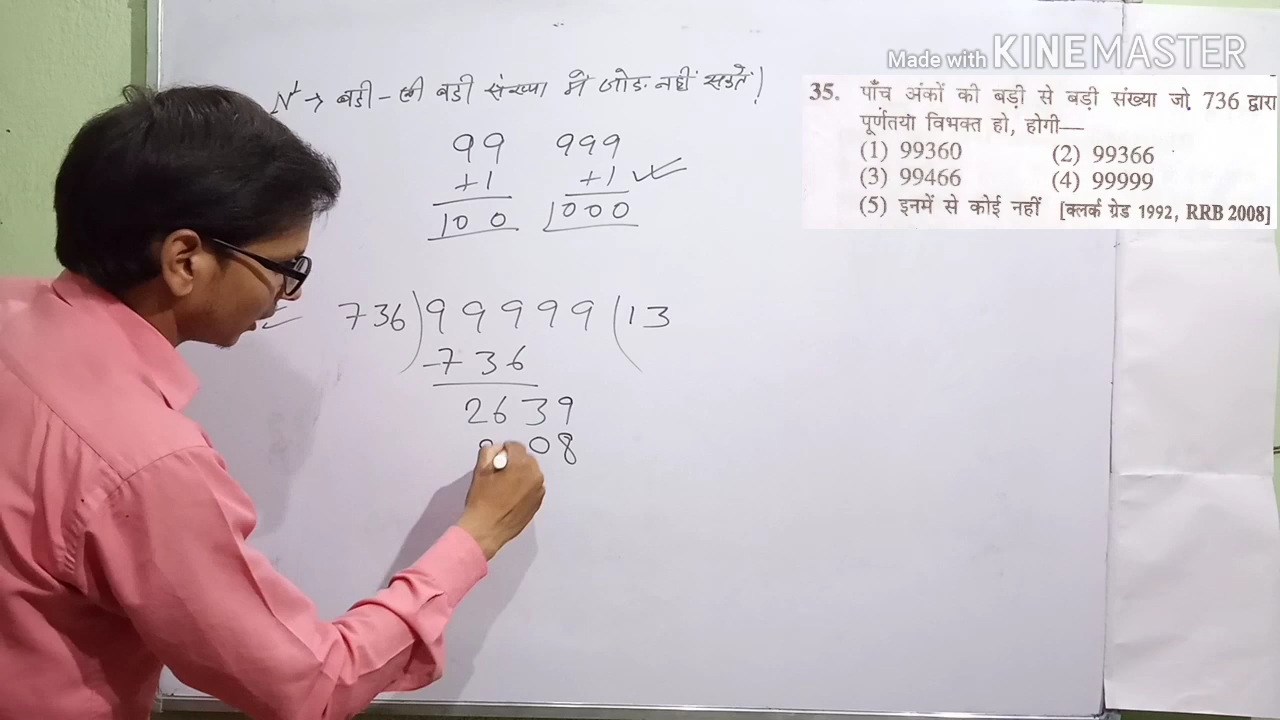 Made with KINEMASTER
N⁺ → बड़ी-से बड़ी संख्या में जोड़ नहीं सकते!
99 999
+1 +1 ✓
100 1000
35. पाँच अंकों की बड़ी से बड़ी संख्या जो 736 द्वारा
पूर्णतया विभक्त हो, होगी—
(1) 99360 (2) 99366
(3) 99466 (4) 99999
(5) इनमें से कोई नहीं [क्लर्क ग्रेड 1992, RRB 2008]
736)99999(13
-736
2639
08